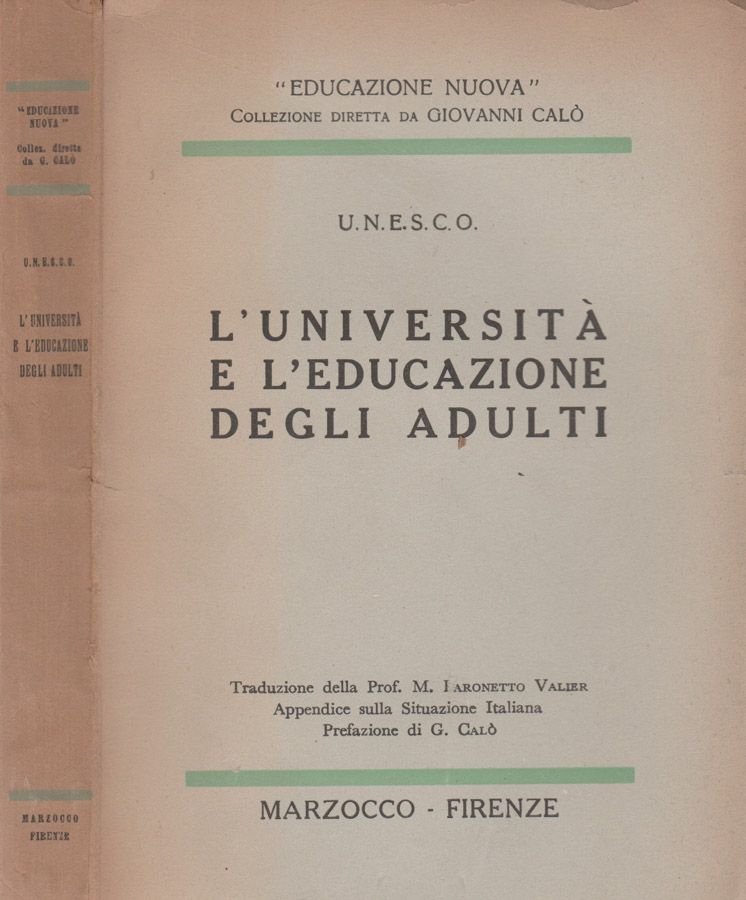 "EDUCAZIONE
NUOVA"
Collez. diretta
da G. CALÒ
U.N.E.S.C.O.
L'UNIVERSITÀ
E L'EDUCAZIONE
DEGLI ADULTI
MARZOCCO
FIRENZE
"EDUCAZIONE NUOVA"
COLLEZIONE DIRETTA DA GIOVANNI CALÒ
U.N.E.S.C.O.
L'UNIVERSITÀ
E L'EDUCAZIONE
DEGLI ADULTI
Traduzione della Prof. M. VALIER
Appendice sulla Situazione Italiana
Prefazione di G. CALÒ
MARZOCCO - FIRENZE